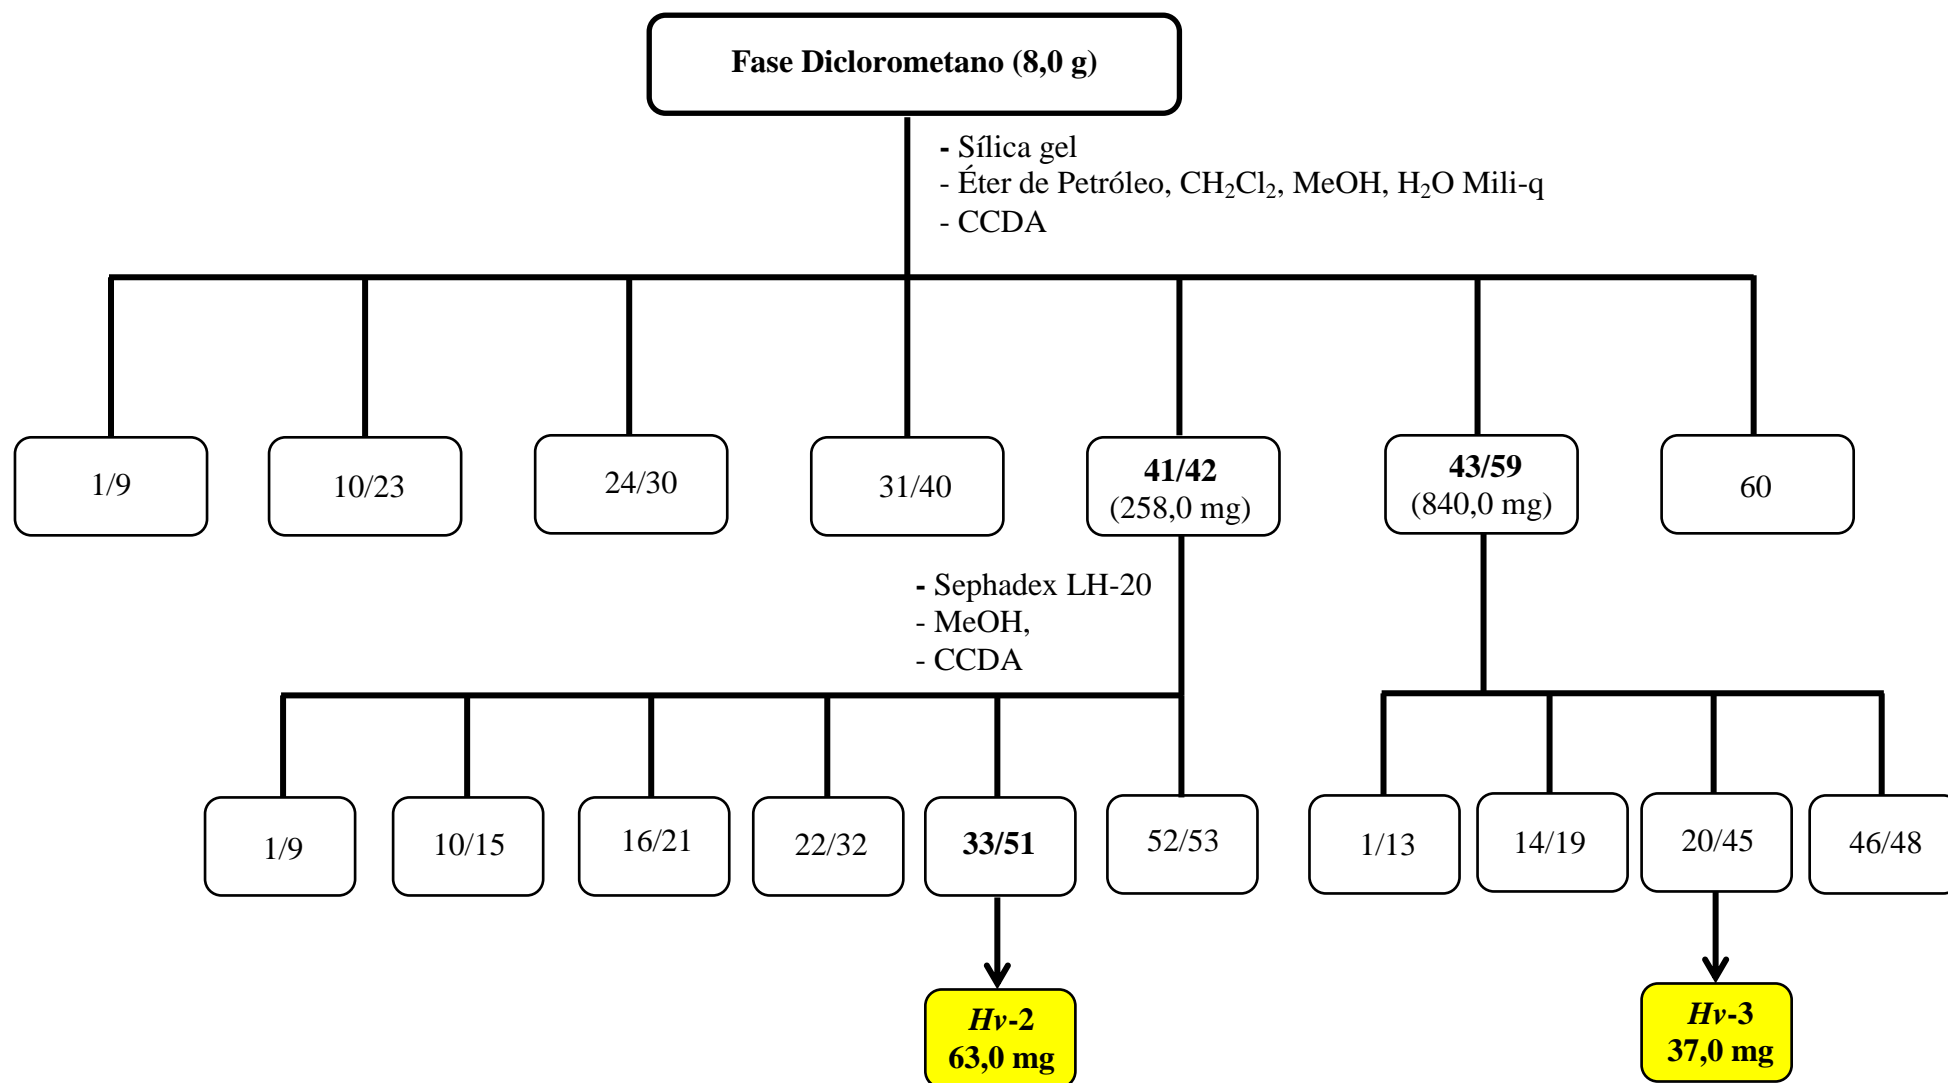 Fase Diclorometano (8,0 g)
- Sílica gel
- Éter de Petróleo, CH₂Cl₂, MeOH, H₂O Mili-q
- CCDA
1/9
10/23
24/30
31/40
41/42
(258,0 mg)
43/59
(840,0 mg)
60
- Sephadex LH-20
- MeOH,
- CCDA
1/9
10/15
16/21
22/32
33/51
52/53
1/13
14/19
20/45
46/48
Hv-2
63,0 mg
Hv-3
37,0 mg